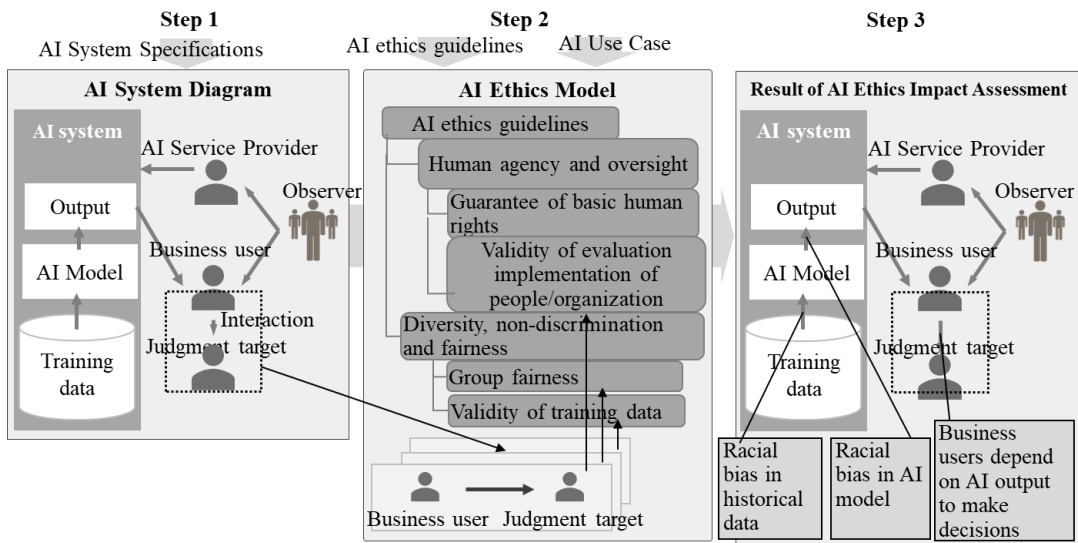 Step 1
AI System Specifications
AI System Diagram
AI system
AI Service Provider
Observer
Output
Business user
AI Model
Interaction
Judgment target
Training
data
Step 2
AI ethics guidelines
AI Use Case
AI Ethics Model
AI ethics guidelines
Human agency and oversight
Guarantee of basic human
rights
Validity of evaluation
implementation of
people/organization
Diversity, non-discrimination
and fairness
Group fairness
Validity of training data
Business user
Judgment target
Step 3
Result of AI Ethics Impact Assessment
AI system
AI Service Provider
Observer
Output
Business user
AI Model
Judgment target
Training
data
Racial
bias in
historical
data
Racial
bias in AI
model
Business
users depend
on AI output
to make
decisions